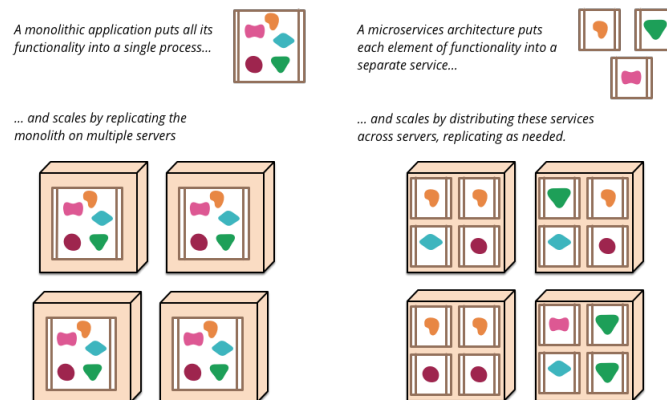 A monolithic application puts all its
functionality into a single process...
... and scales by replicating the
monolith on multiple servers
A microservices architecture puts
each element of functionality into a
separate service...
... and scales by distributing these services
across servers, replicating as needed.